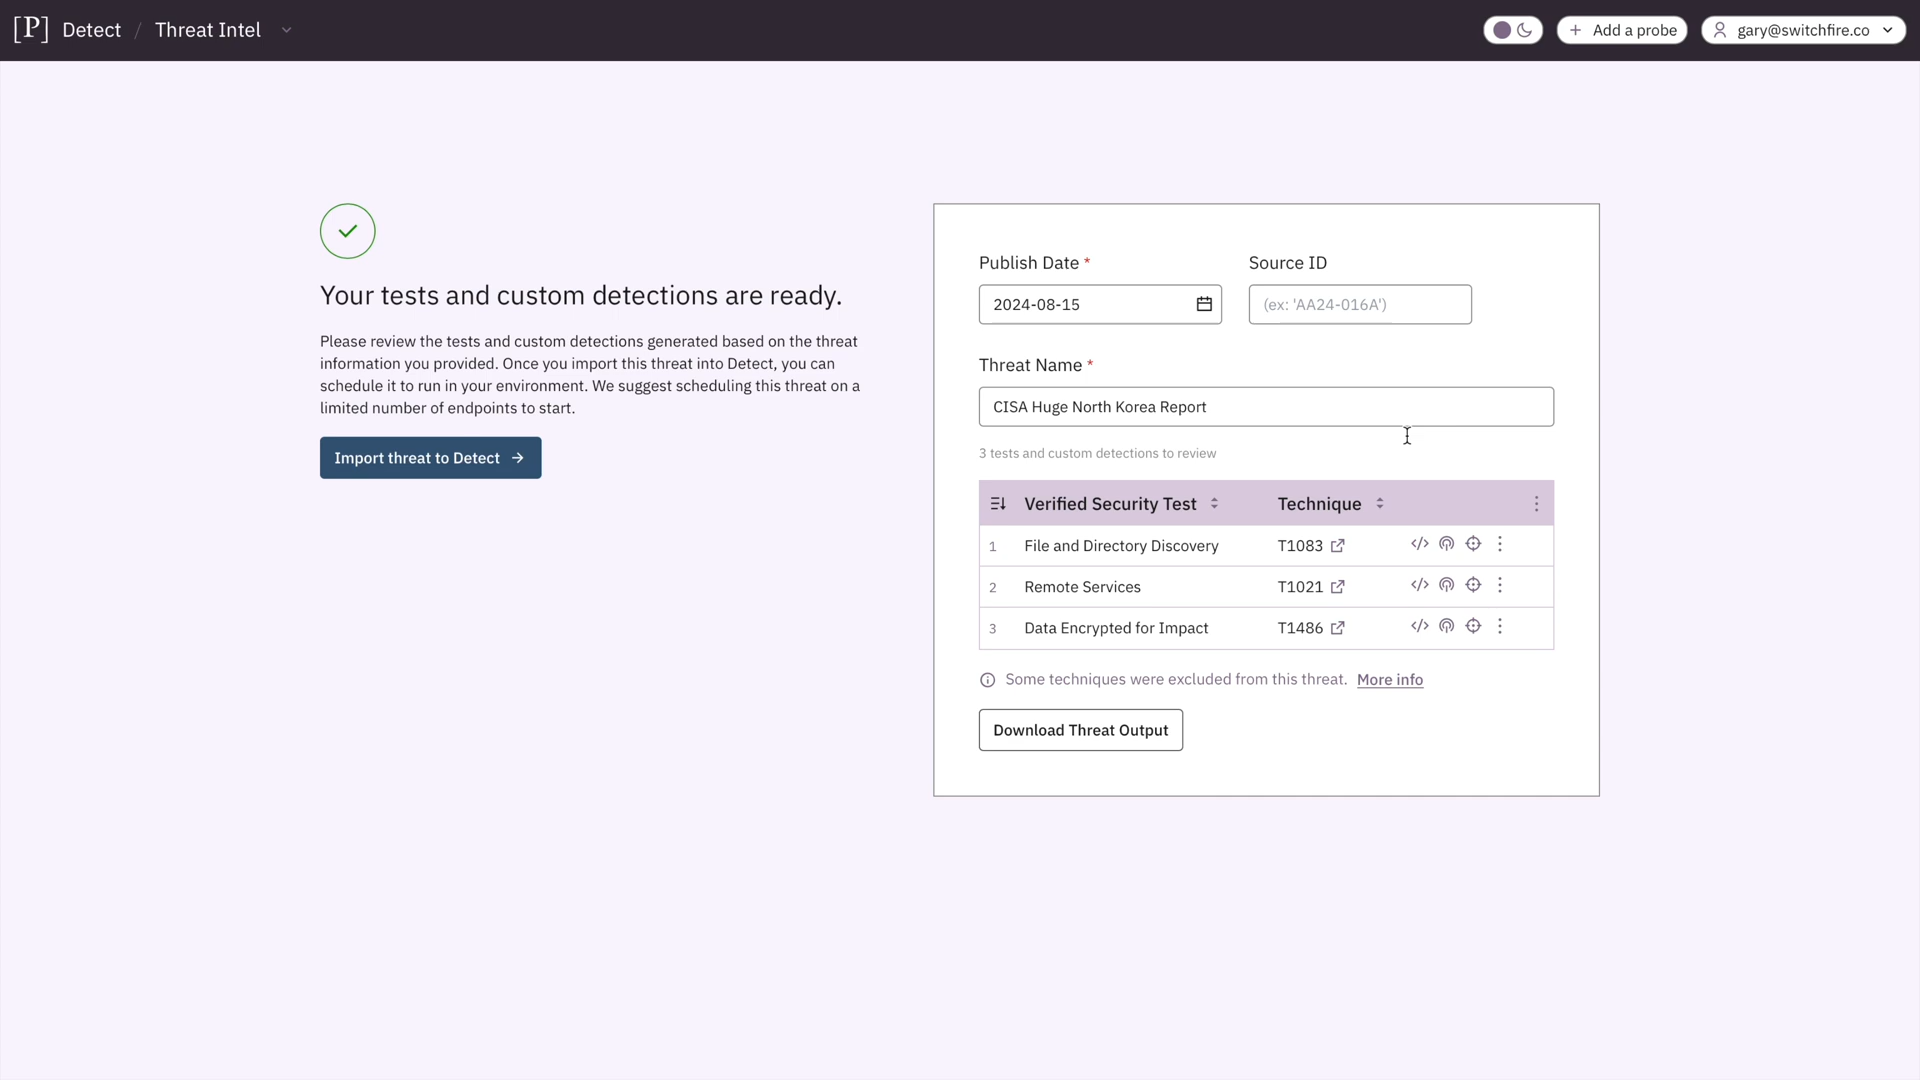 [P] Detect / Threat Intel
+ Add a probe
gary@switchfire.co
Your tests and custom detections are ready.
Please review the tests and custom detections generated based on the threat
information you provided. Once you import this threat into Detect, you can
schedule it to run in your environment. We suggest scheduling this threat on a
limited number of endpoints to start.
Import threat to Detect →
Publish Date * Source ID
2024-08-15 (ex: 'AA24-016A')
Threat Name *
CISA Huge North Korea Report
3 tests and custom detections to review
Verified Security Test Technique
1 File and Directory Discovery T1083
2 Remote Services T1021
3 Data Encrypted for Impact T1486
Some techniques were excluded from this threat. More info
Download Threat Output